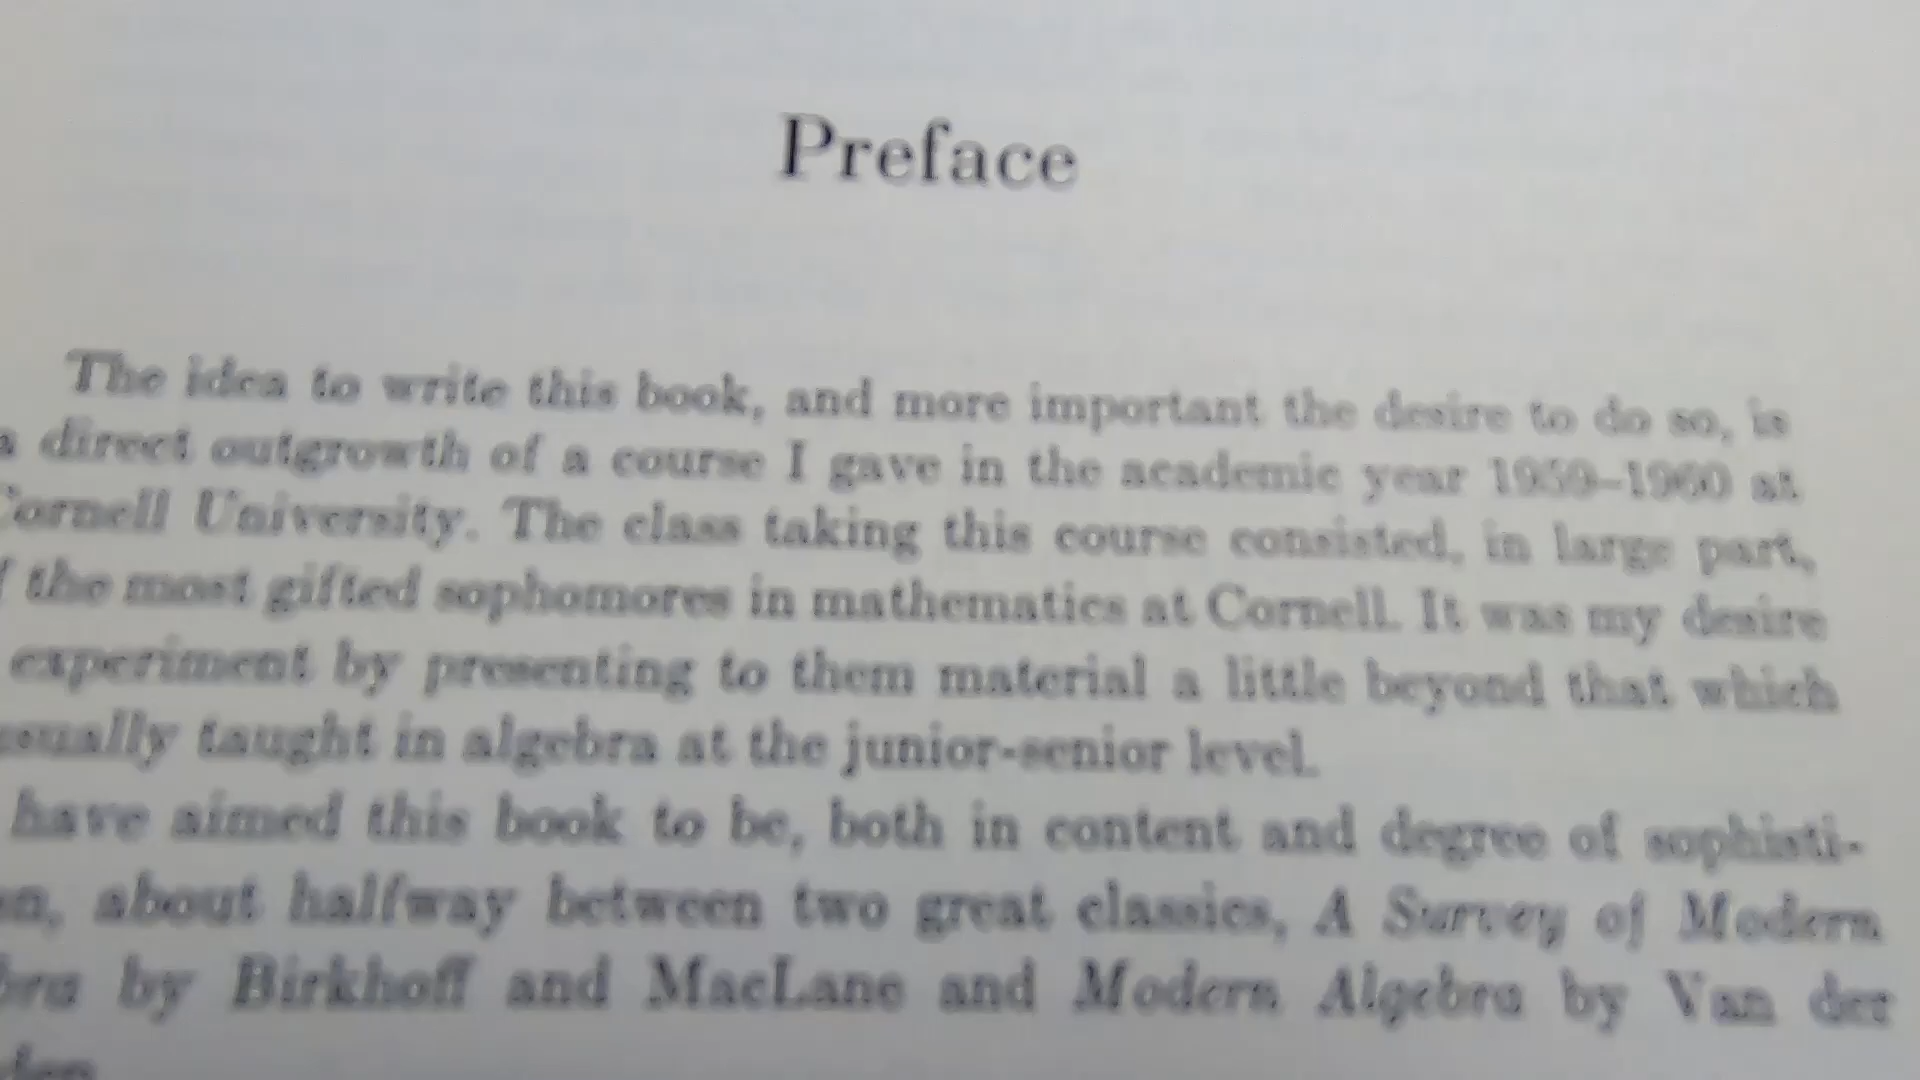 Preface
The idea to write this book, and more important the desire to do so, is
a direct outgrowth of a course I gave in the academic year 1959–1960 at
Cornell University. The class taking this course consisted, in large part,
f the most gifted sophomores in mathematics at Cornell. It was my desire
experiment by presenting to them material a little beyond that which
sually taught in algebra at the junior-senior level.
have aimed this book to be, both in content and degree of sophisti-
on, about halfway between two great classics, A Survey of Modern
bra by Birkhoff and MacLane and Modern Algebra by Van der
den